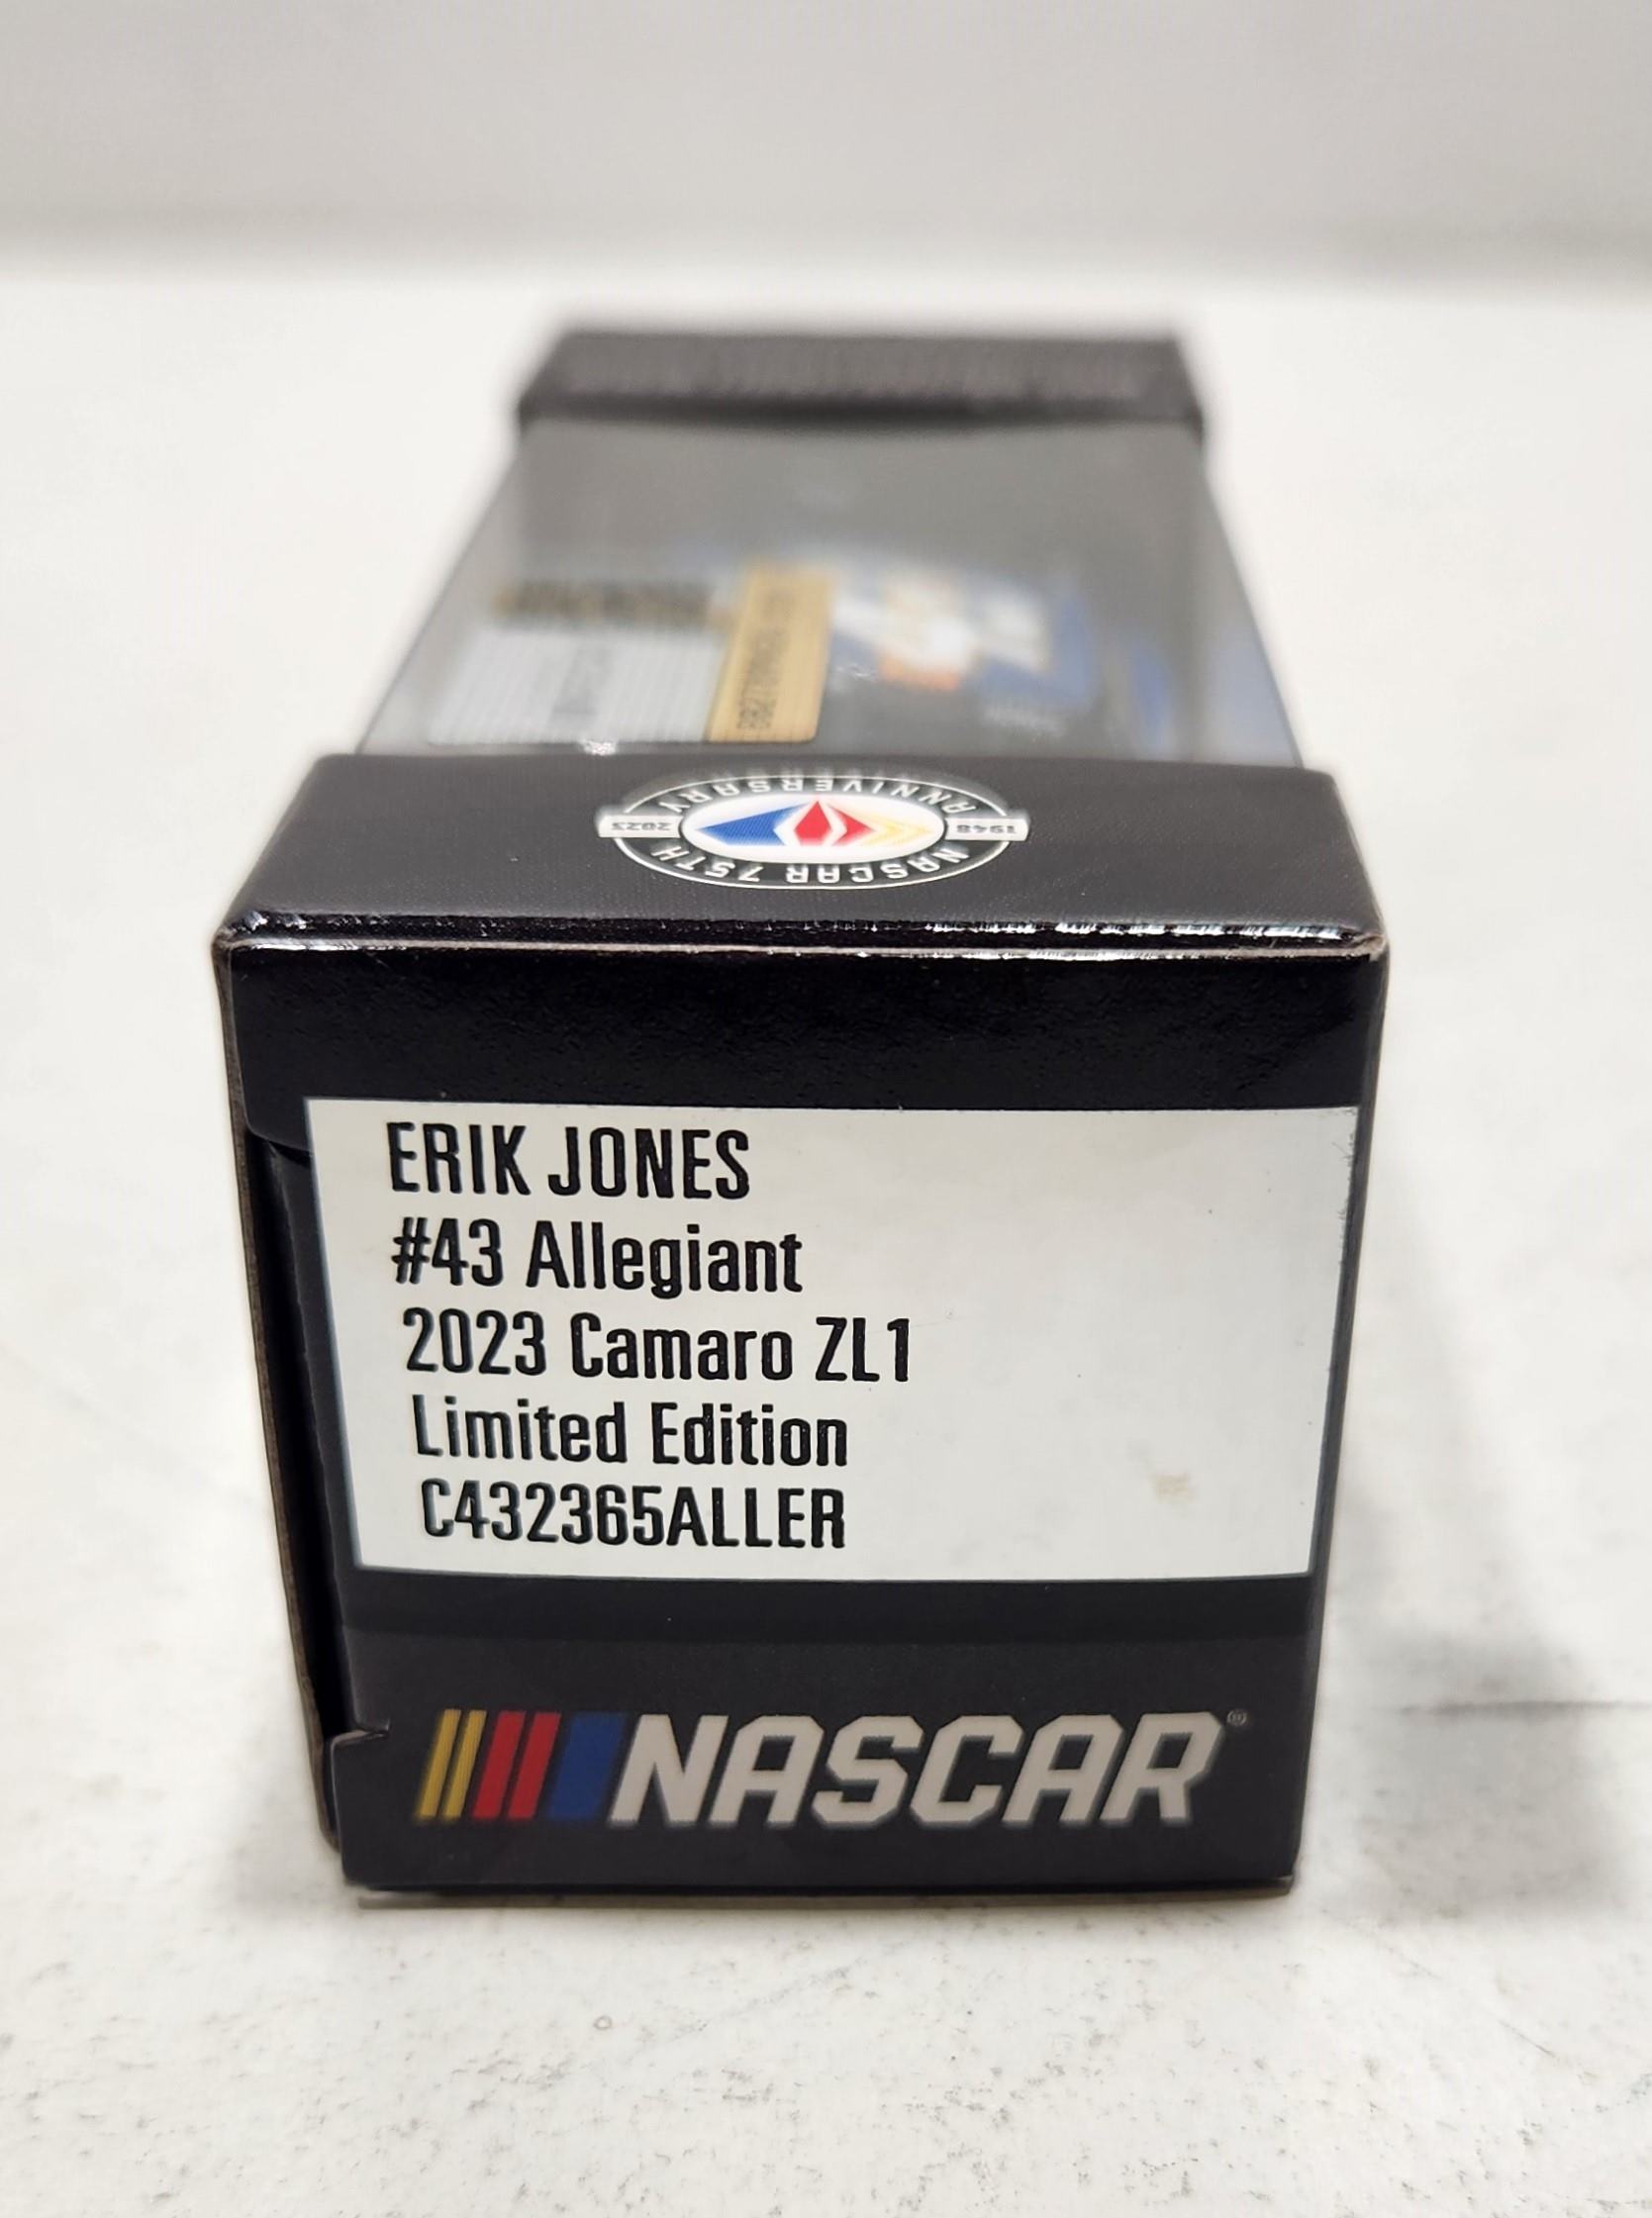 NASCAR 75TH
ANNIVERSARY
1948 2023
ERIK JONES
#43 Allegiant
2023 Camaro ZL1
Limited Edition
C432365ALLER
NASCAR®